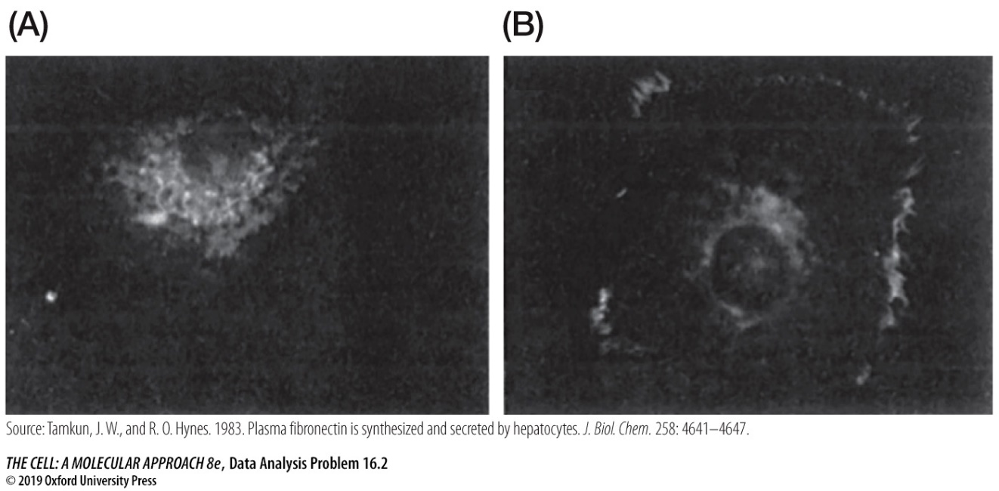 (A)
(B)
Source: Tamkun, J. W., and R. O. Hynes. 1983. Plasma fibronectin is synthesized and secreted by hepatocytes. J. Biol. Chem. 258: 4641–4647.
THE CELL: A MOLECULAR APPROACH 8e, Data Analysis Problem 16.2
© 2019 Oxford University Press